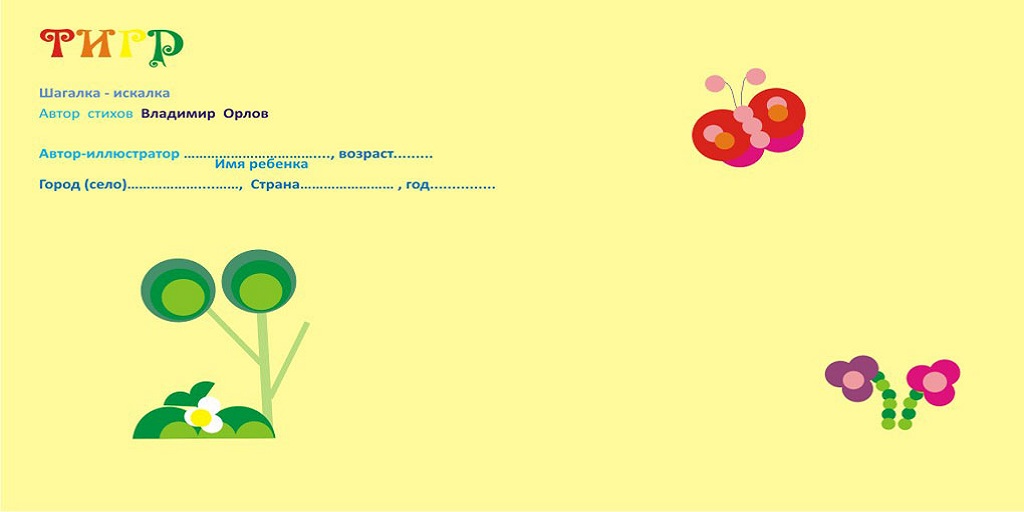 ТИГР
Шагалка - искалка
Автор стихов Владимир Орлов
Автор-иллюстратор ……………………………….., возраст.........
Имя ребенка
Город (село)………………....……, Страна…………………… , год...............